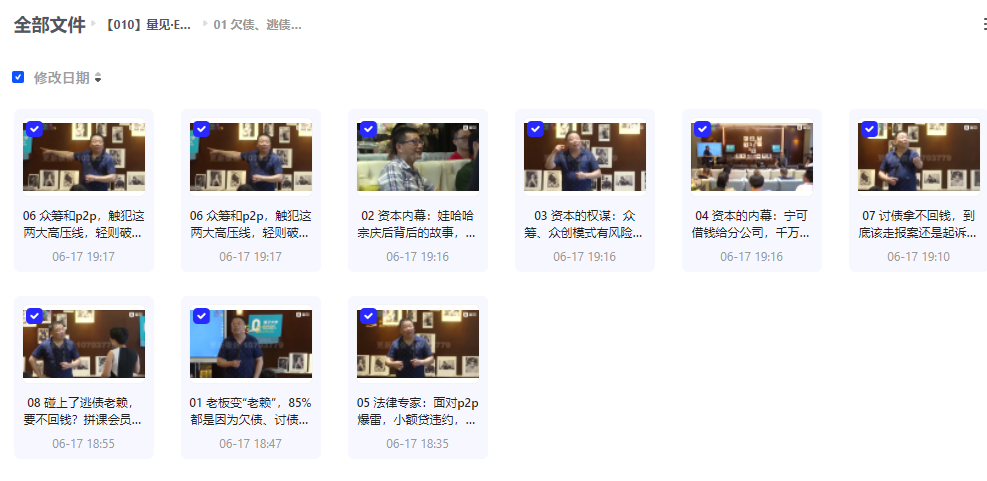 全部文件 【010】量见·E... 01 欠债、逃债...
修改日期
06 众筹和p2p，触犯这
两大高压线，轻则破...
06-17 19:17
06 众筹和p2p，触犯这
两大高压线，轻则破...
06-17 19:17
02 资本内幕：娃哈哈
宗庆后背后的故事，...
06-17 19:16
03 资本的权谋：众
筹、众创模式有风险...
06-17 19:16
04 资本的内幕：宁可
借钱给分公司，千万...
06-17 19:16
07 讨债拿不回钱，到
底该走报案还是起诉...
06-17 19:10
08 碰上了逃债老赖，
要不回钱？拼课会员...
06-17 18:55
01 老板变“老赖”，85%
都是因为欠债、讨债...
06-17 18:47
05 法律专家：面对p2p
爆雷，小额贷违约，...
06-17 18:35